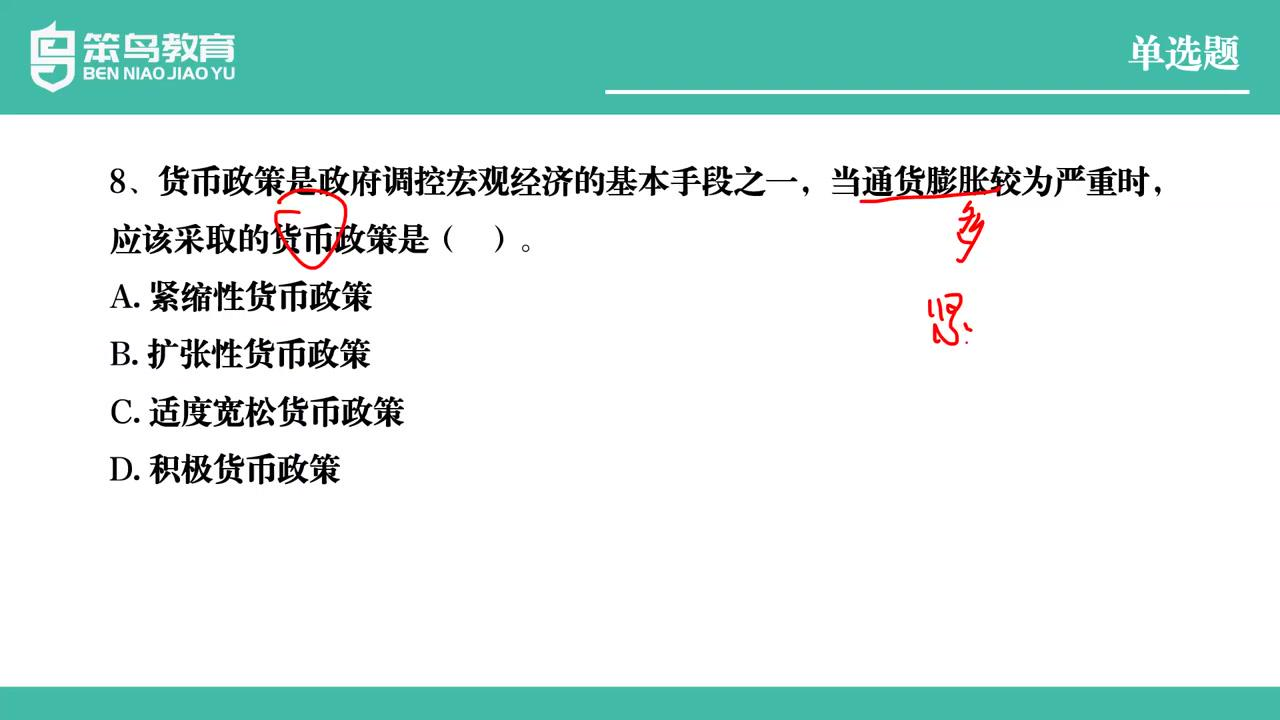 笨鸟教育
BEN NIAO JIAO YU
单选题
8、货币政策是政府调控宏观经济的基本手段之一，当通货膨胀较为严重时，
应该采取的货币政策是（　）。
多
紧
A. 紧缩性货币政策
B. 扩张性货币政策
C. 适度宽松货币政策
D. 积极货币政策